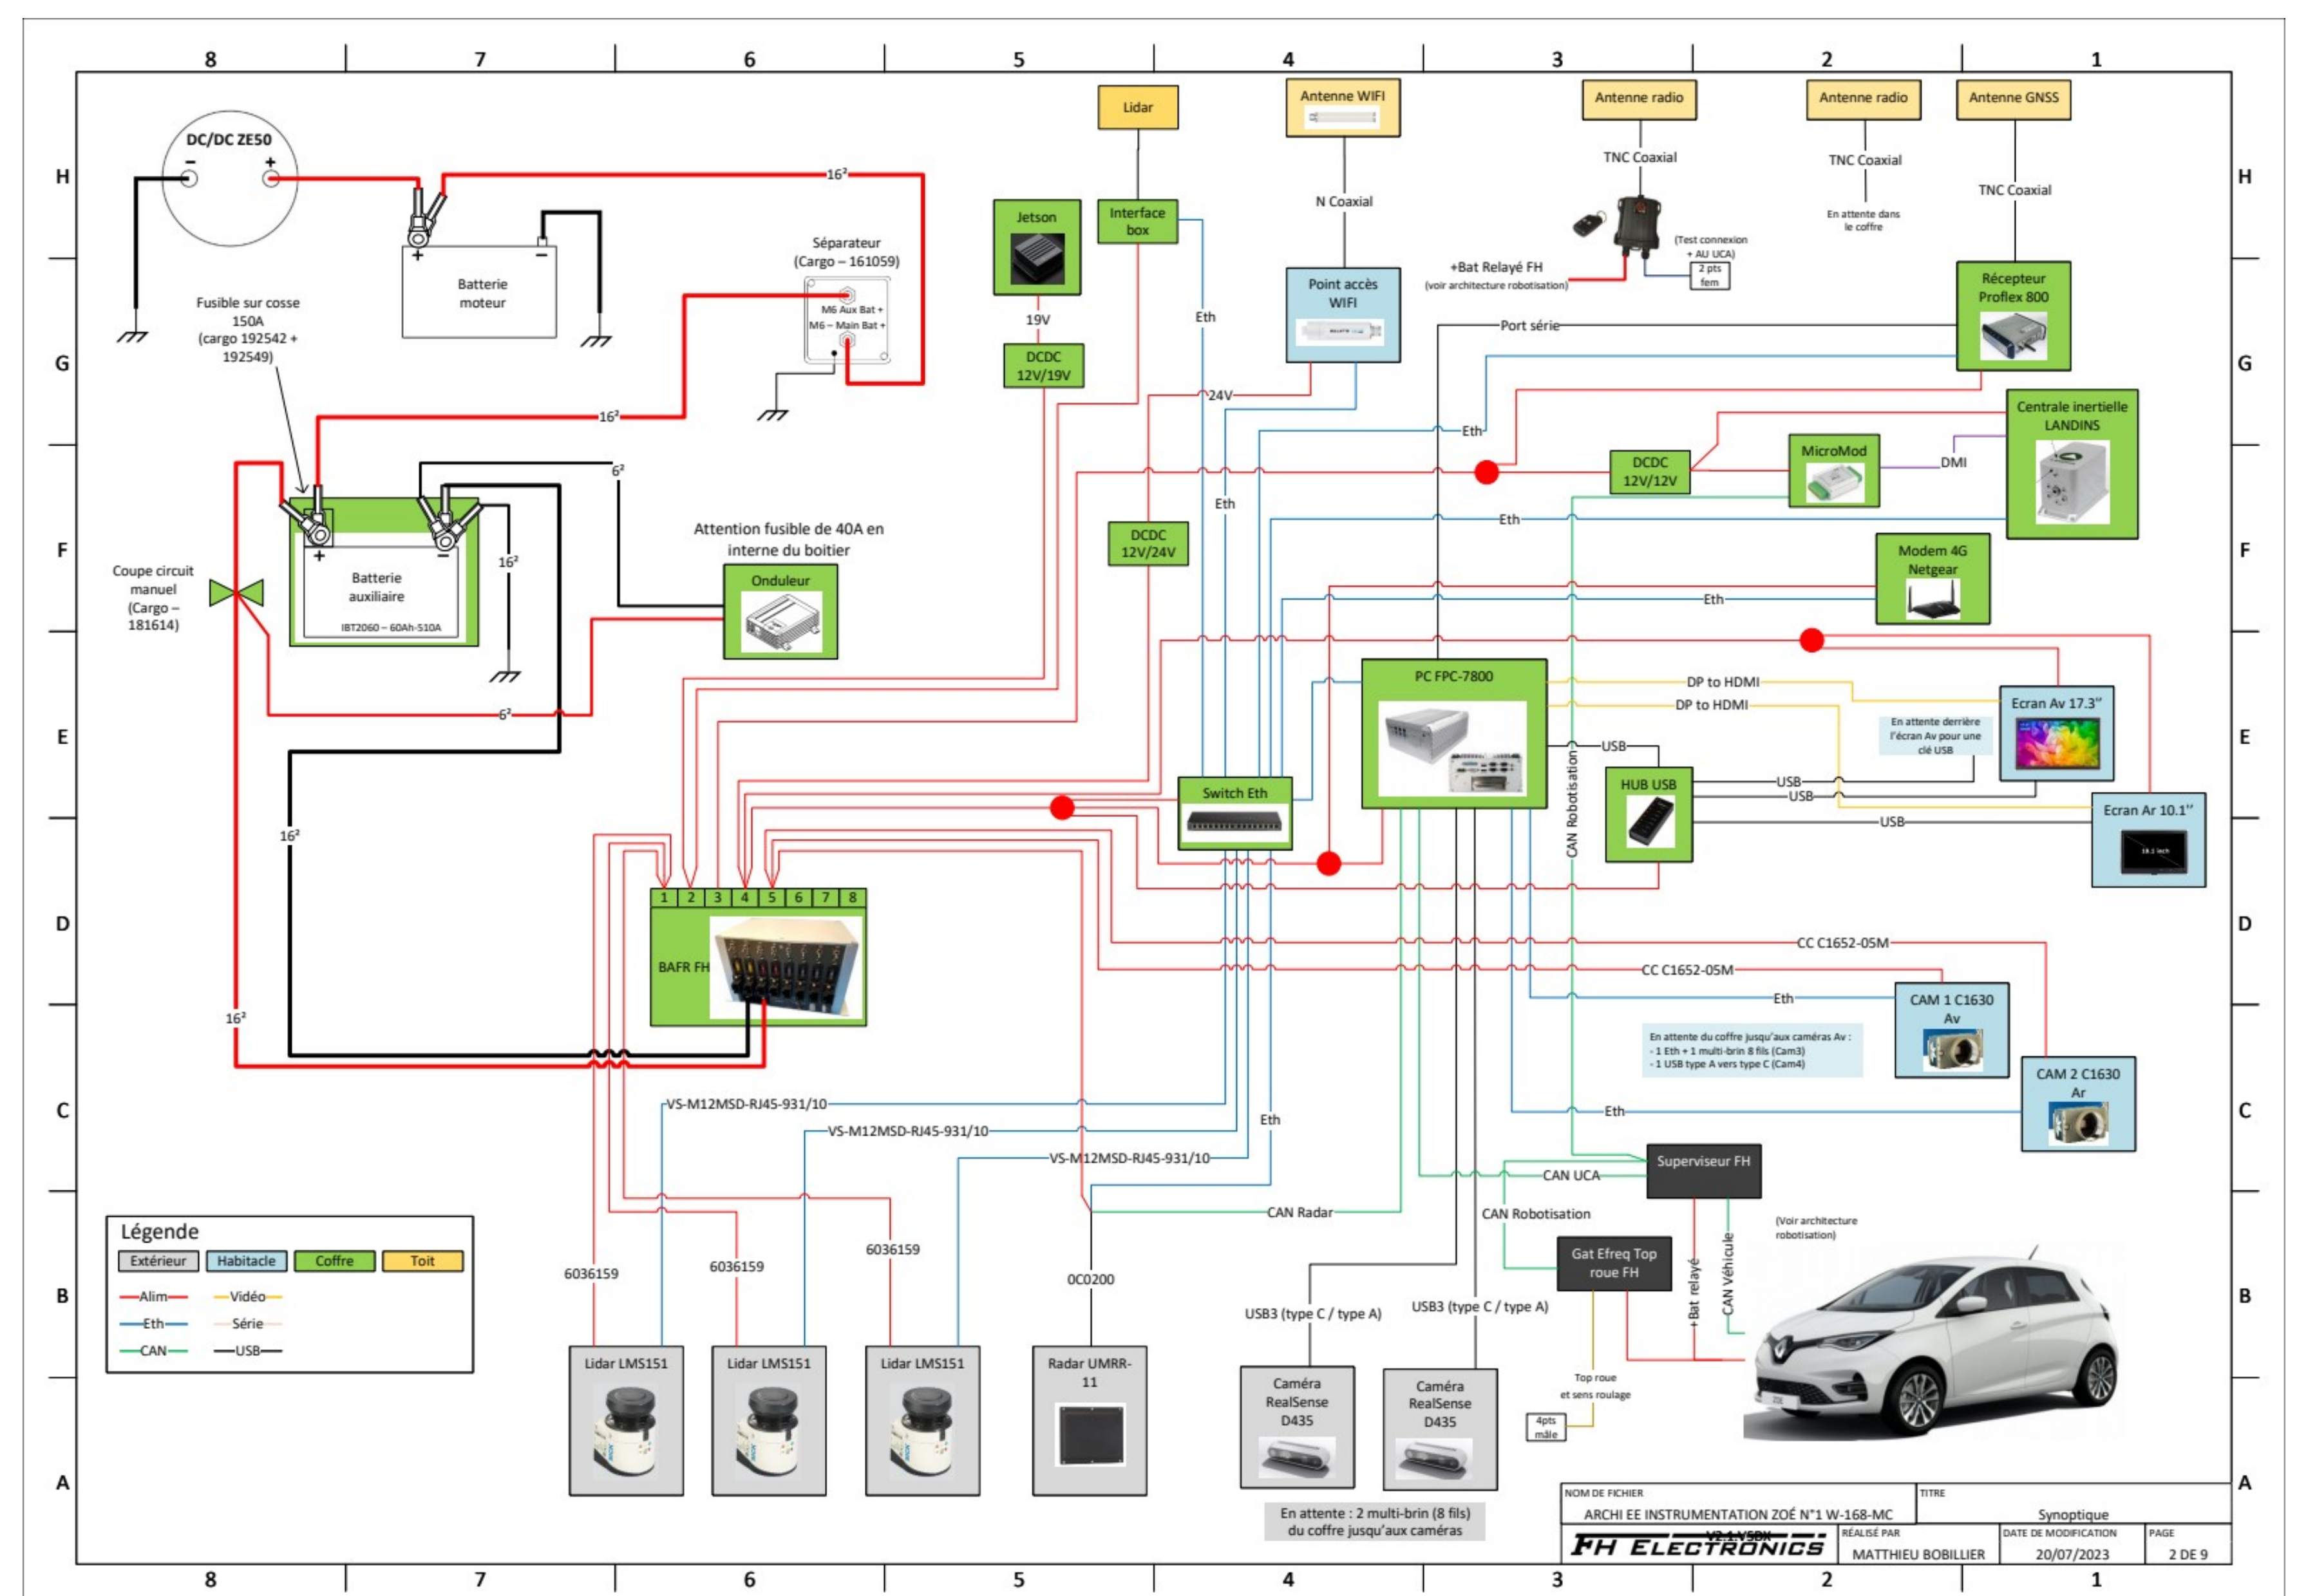 8 7 6 5 4 3 2 1
H
G
F
E
D
C
B
A
H
G
F
E
D
C
B
A
DC/DC ZE50
− +
16²
+ −
Batterie
moteur
Séparateur
(Cargo – 161059)
M6 Aux Bat +
M6 – Main Bat +
Fusible sur cosse
150A
(cargo 192542 +
192549)
16²
6²
+ −
Batterie
auxiliaire
IBT2060 – 60Ah-510A
16²
Coupe circuit
manuel
(Cargo –
181614)
Attention fusible de 40A en
interne du boitier
Onduleur
6²
16²
16²
Lidar
Interface
box
Jetson
19V
DCDC
12V/19V
Eth
Antenne WIFI
N Coaxial
Point accès
WIFI
24V
Eth
DCDC
12V/24V
Antenne radio
TNC Coaxial
(Test connexion
+ AU UCA)
2 pts
fem
+Bat Relayé FH
(voir architecture robotisation)
Antenne radio
TNC Coaxial
En attente dans
le coffre
Antenne GNSS
TNC Coaxial
Récepteur
Proflex 800
Port série
Eth
Centrale inertielle
LANDINS
MicroMod
DMI
DCDC
12V/12V
Eth
Modem 4G
Netgear
Eth
PC FPC-7800
DP to HDMI
DP to HDMI
Ecran Av 17.3’’
En attente derrière
l’écran Av pour une
clé USB
USB
HUB USB
USB
USB
USB
Ecran Ar 10.1’’
10.1 inch
CAN Robotisation
Switch Eth
1 2 3 4 5 6 7 8
BAFR FH
CC C1652-05M
CC C1652-05M
Eth
CAM 1 C1630
Av
En attente du coffre jusqu’aux caméras Av :
- 1 Eth + 1 multi-brin 8 fils (Cam3)
- 1 USB type A vers type C (Cam4)
CAM 2 C1630
Ar
Eth
VS-M12MSD-RJ45-931/10
VS-M12MSD-RJ45-931/10
VS-M12MSD-RJ45-931/10
Eth
Superviseur FH
CAN UCA
CAN Radar
CAN Robotisation
(Voir architecture
robotisation)
Gat Efreq Top
roue FH
+Bat relayé
CAN Véhicule
Top roue
et sens roulage
4pts
mâle
6036159
6036159
6036159
0C0200
USB3 (type C / type A)
USB3 (type C / type A)
Lidar LMS151
Lidar LMS151
Lidar LMS151
Radar UMRR-
11
Caméra
RealSense
D435
Caméra
RealSense
D435
En attente : 2 multi-brin (8 fils)
du coffre jusqu’aux caméras
Légende
Extérieur Habitacle Coffre Toit
Alim Vidéo
Eth Série
CAN USB
NOM DE FICHIER
ARCHI EE INSTRUMENTATION ZOÉ N°1 W-168-MC
V2.1.VSDX
TITRE
Synoptique
FH ELECTRONICS
RÉALISÉ PAR
MATTHIEU BOBILLIER
DATE DE MODIFICATION
20/07/2023
PAGE
2 DE 9
8 7 6 5 4 3 2 1